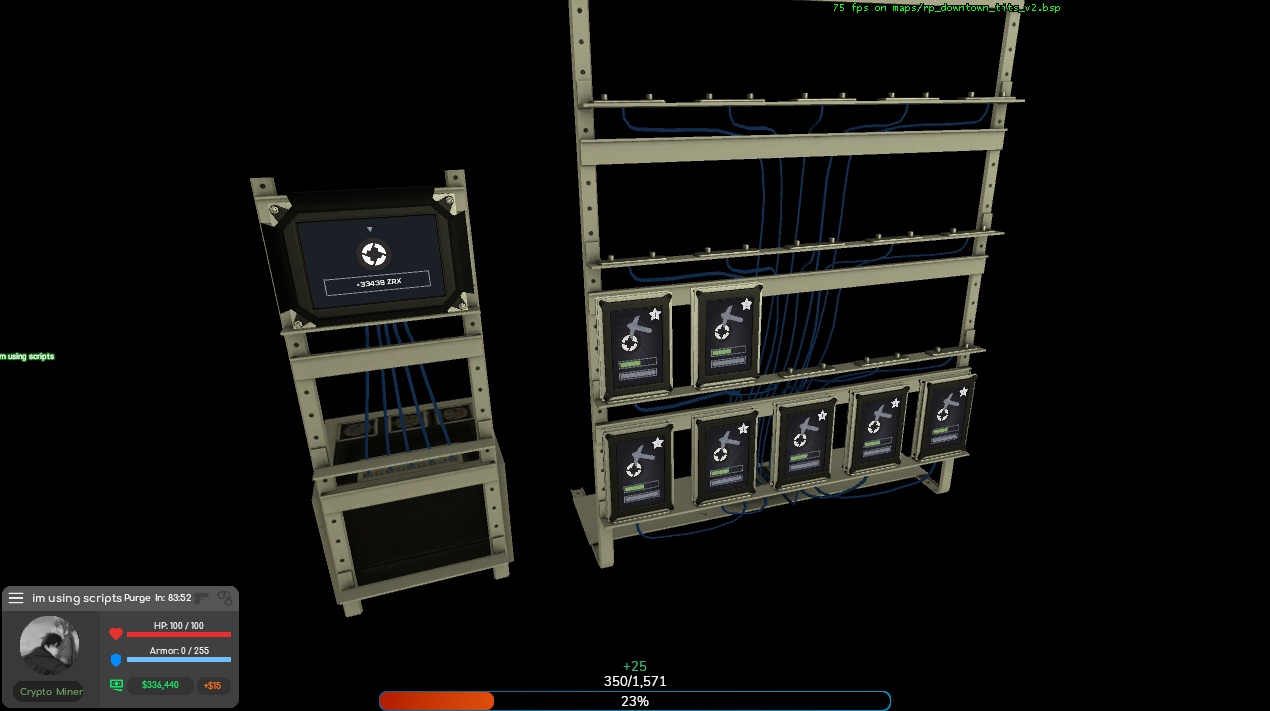 75 fps on maps/rp_downtown_tits_v2.bsp
+33438 ZRX
m using scripts
im using scripts Purge In: 83:52
HP: 100 / 100
Armor: 0 / 255
Crypto Miner
$336,440
+$15
+25
350/1,571
23%